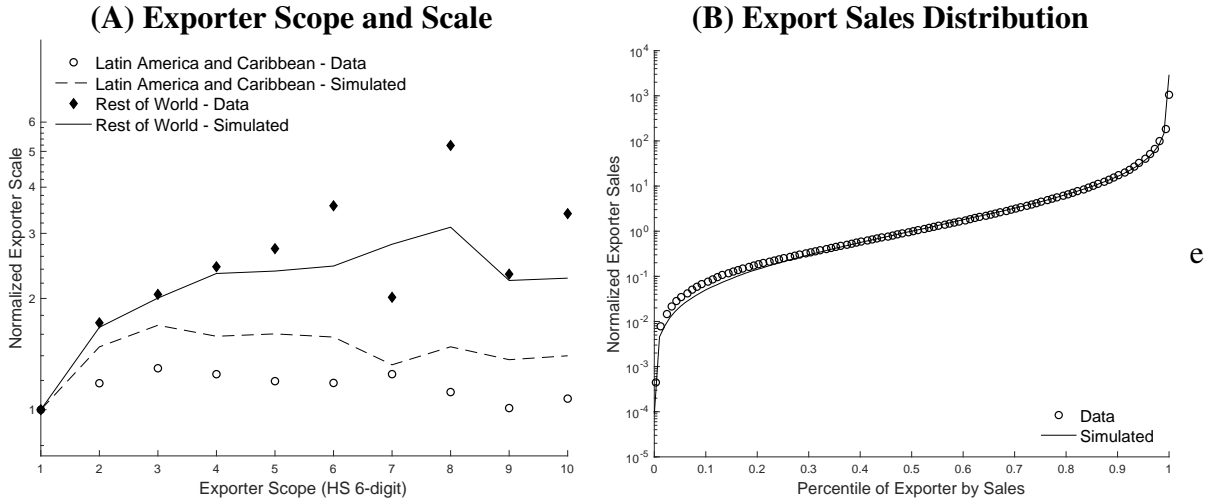 (A) Exporter Scope and Scale
Latin America and Caribbean - Data
Latin America and Caribbean - Simulated
Rest of World - Data
Rest of World - Simulated
Normalized Exporter Scale
6
5
4
3
2
1
1 2 3 4 5 6 7 8 9 10
Exporter Scope (HS 6-digit)
(B) Export Sales Distribution
Normalized Exporter Sales
10^4
10^3
10^2
10^1
10^0
10^-1
10^-2
10^-3
10^-4
10^-5
Data
Simulated
0 0.1 0.2 0.3 0.4 0.5 0.6 0.7 0.8 0.9 1
Percentile of Exporter by Sales
e